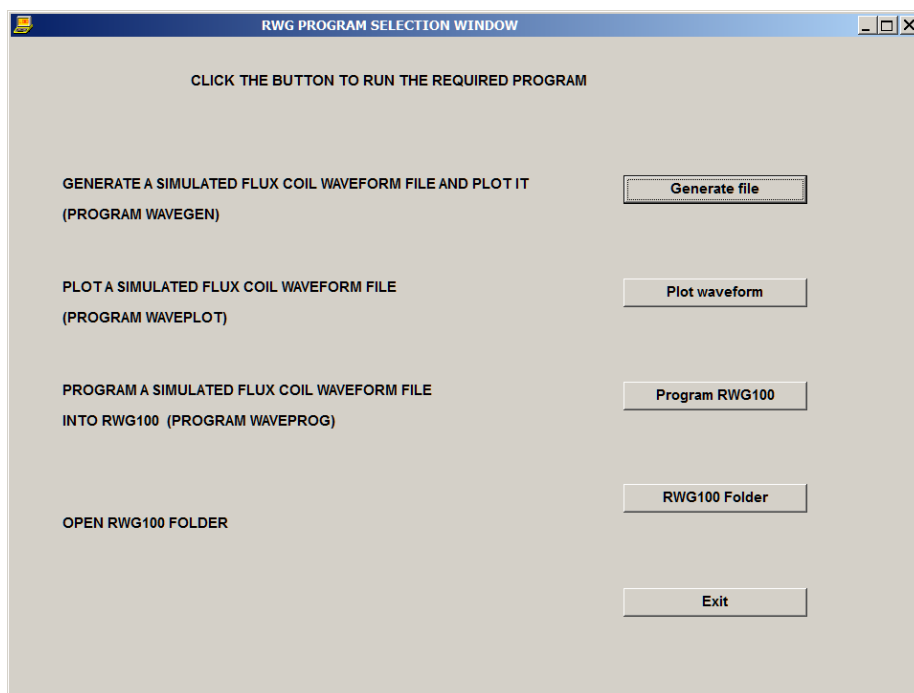 RWG PROGRAM SELECTION WINDOW
CLICK THE BUTTON TO RUN THE REQUIRED PROGRAM
GENERATE A SIMULATED FLUX COIL WAVEFORM FILE AND PLOT IT
Generate file
(PROGRAM WAVEGEN)
PLOT A SIMULATED FLUX COIL WAVEFORM FILE
Plot waveform
(PROGRAM WAVEPLOT)
PROGRAM A SIMULATED FLUX COIL WAVEFORM FILE
Program RWG100
INTO RWG100 (PROGRAM WAVEPROG)
RWG100 Folder
OPEN RWG100 FOLDER
Exit